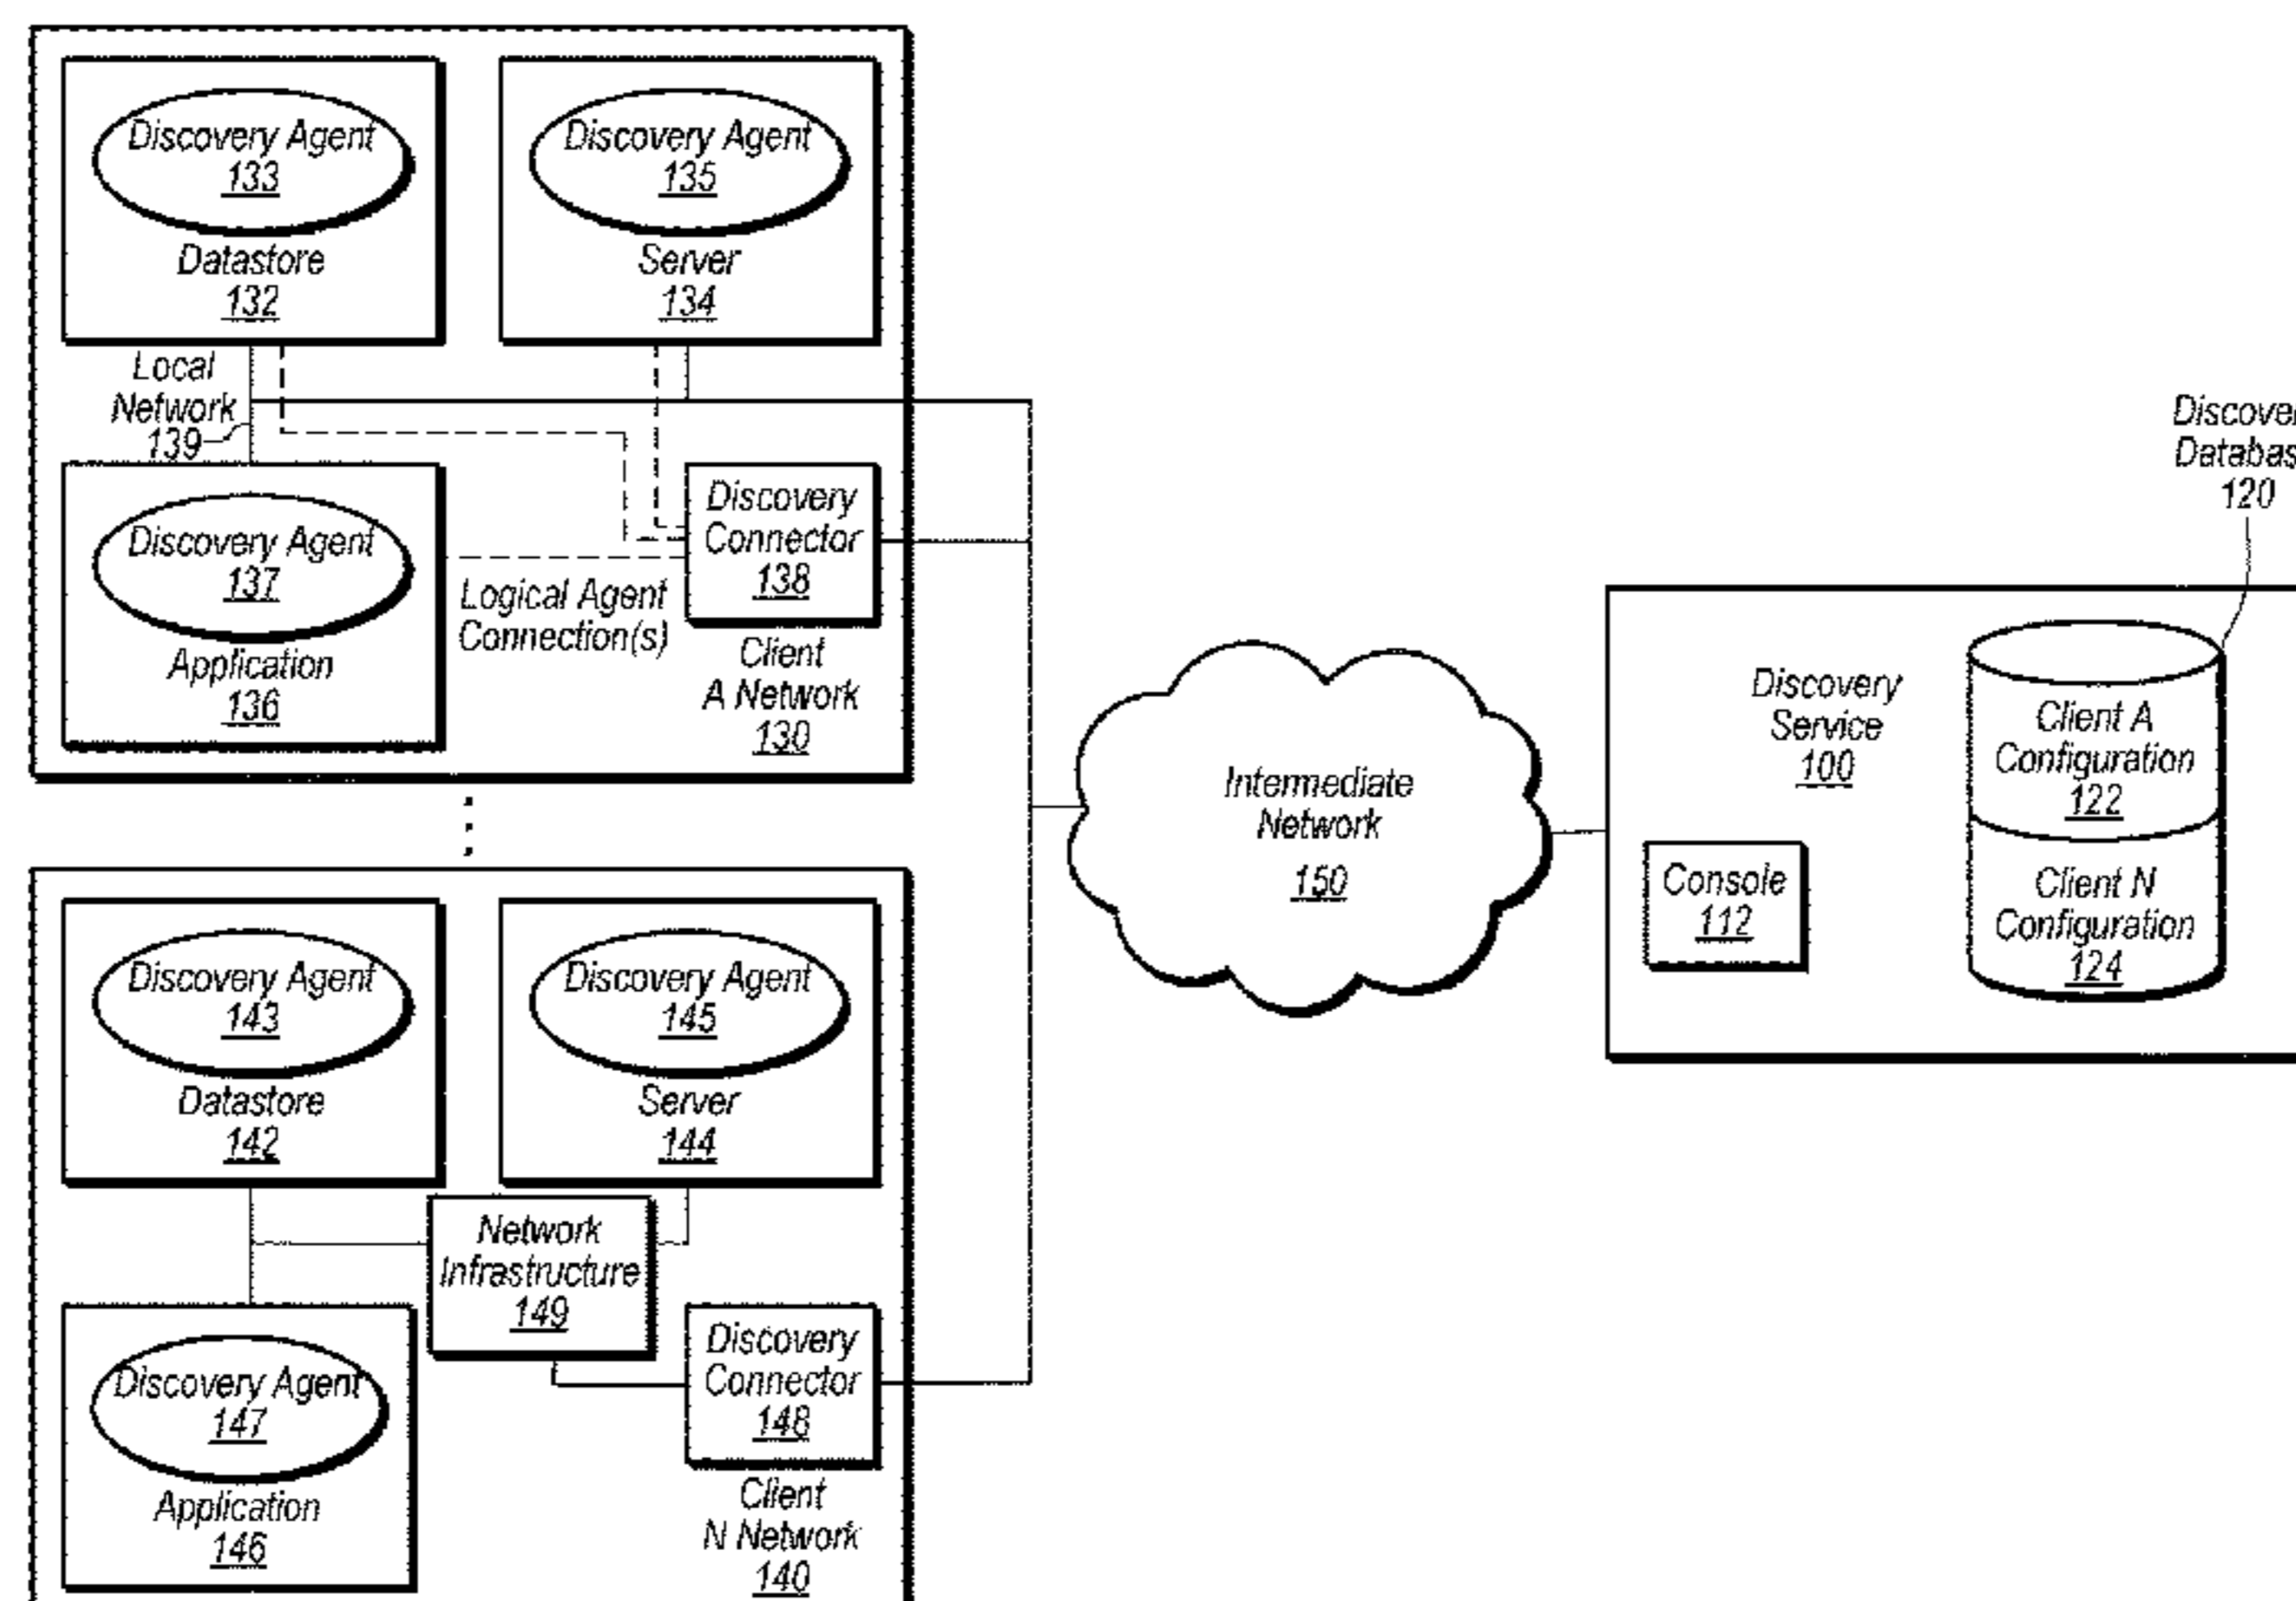 Discovery Agent
133
Datastore
132
Discovery Agent
135
Server
134
Local
Network
139
Discovery Agent
137
Application
136
Logical Agent
Connection(s)
Discovery
Connector
138
Client
A Network
130
Discovery Agent
143
Datastore
142
Discovery Agent
145
Server
144
Network
Infrastructure
149
Discovery Agent
147
Application
146
Discovery
Connector
148
Client
N Network
140
Intermediate
Network
150
Discovery
Service
100
Console
112
Discover
Databas
120
Client A
Configuration
122
Client N
Configuration
124